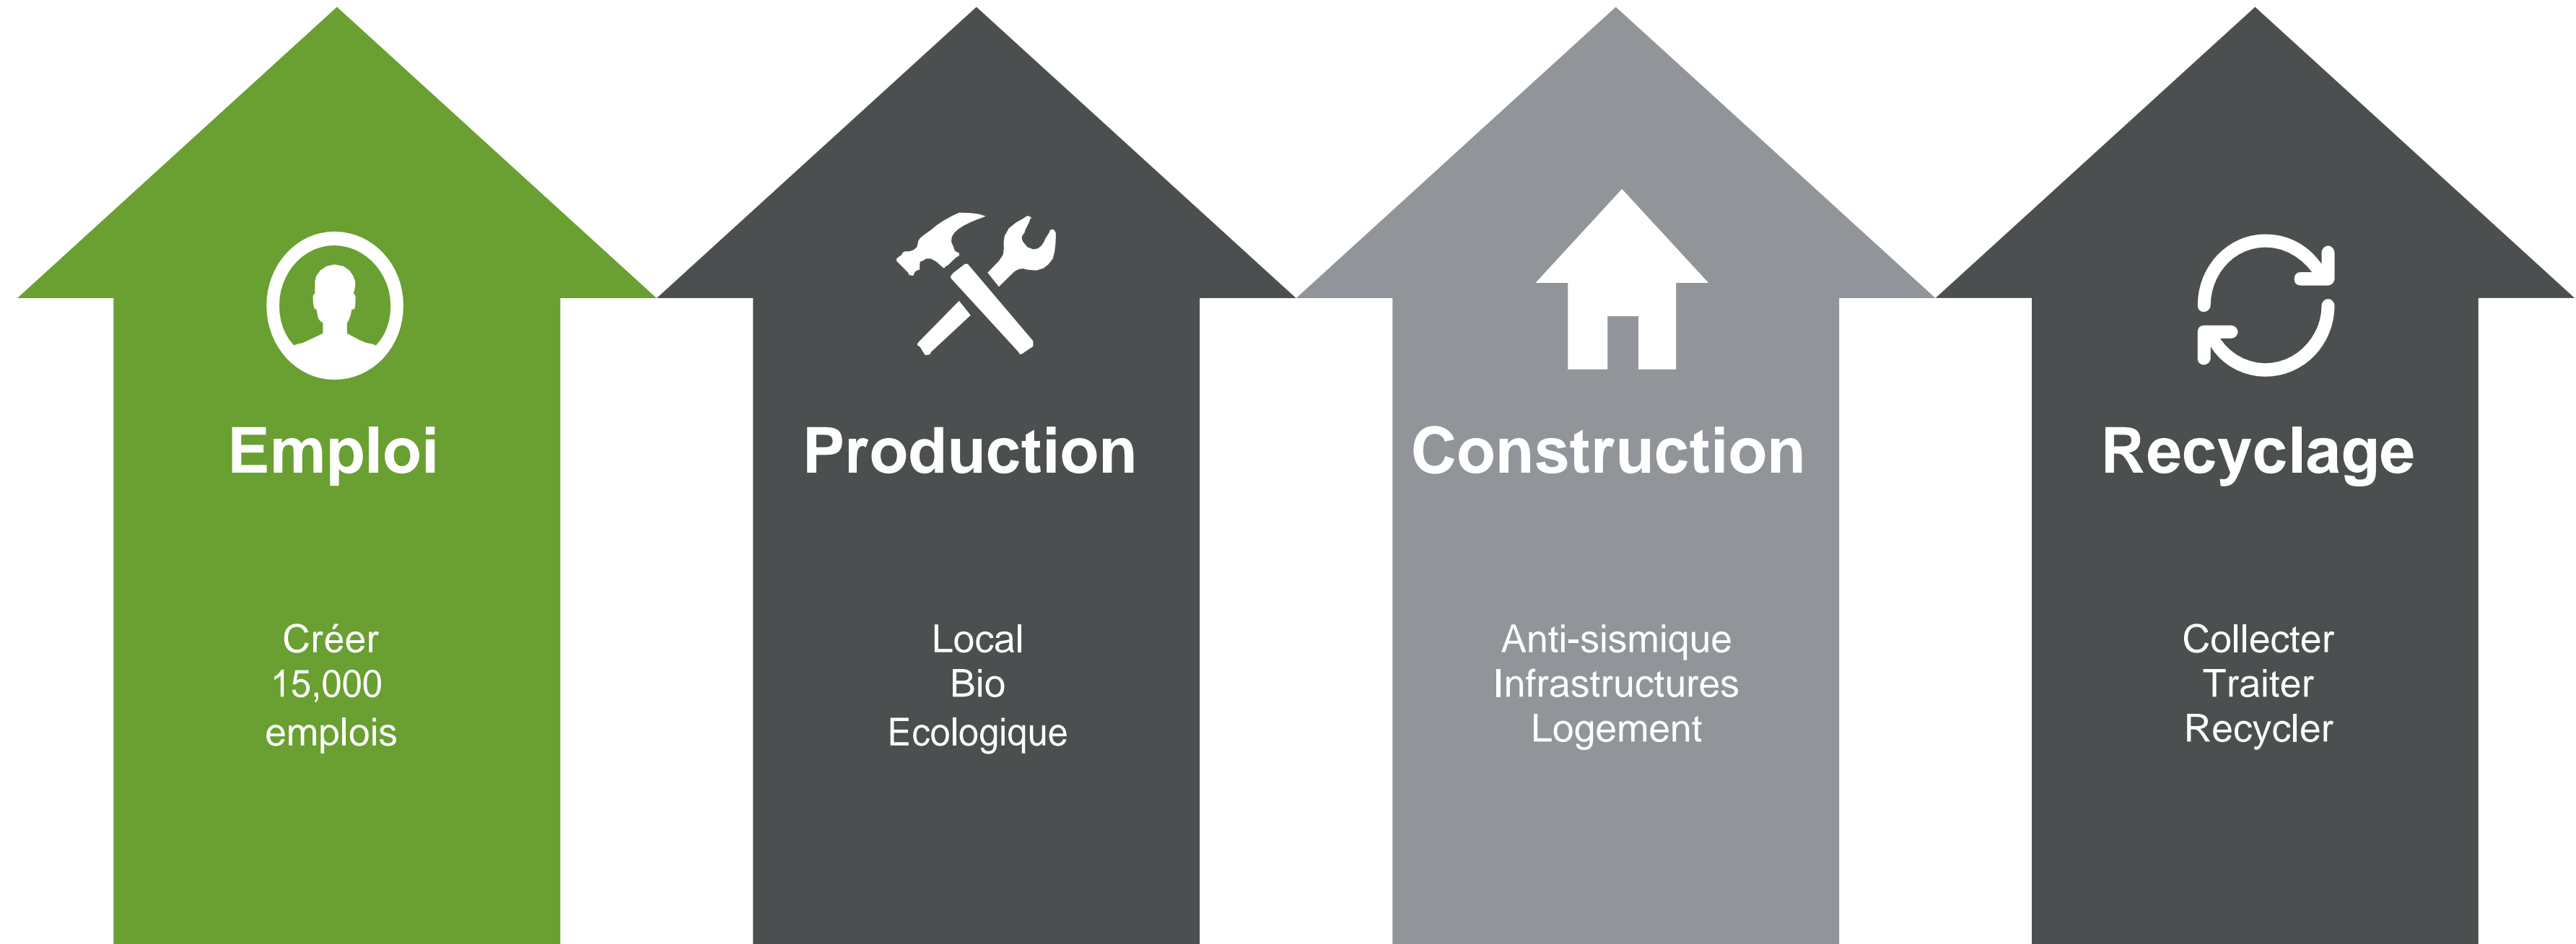 Emploi
Créer
15,000
emplois
Production
Local
Bio
Ecologique
Construction
Anti-sismique
Infrastructures
Logement
Recyclage
Collecter
Traiter
Recycler